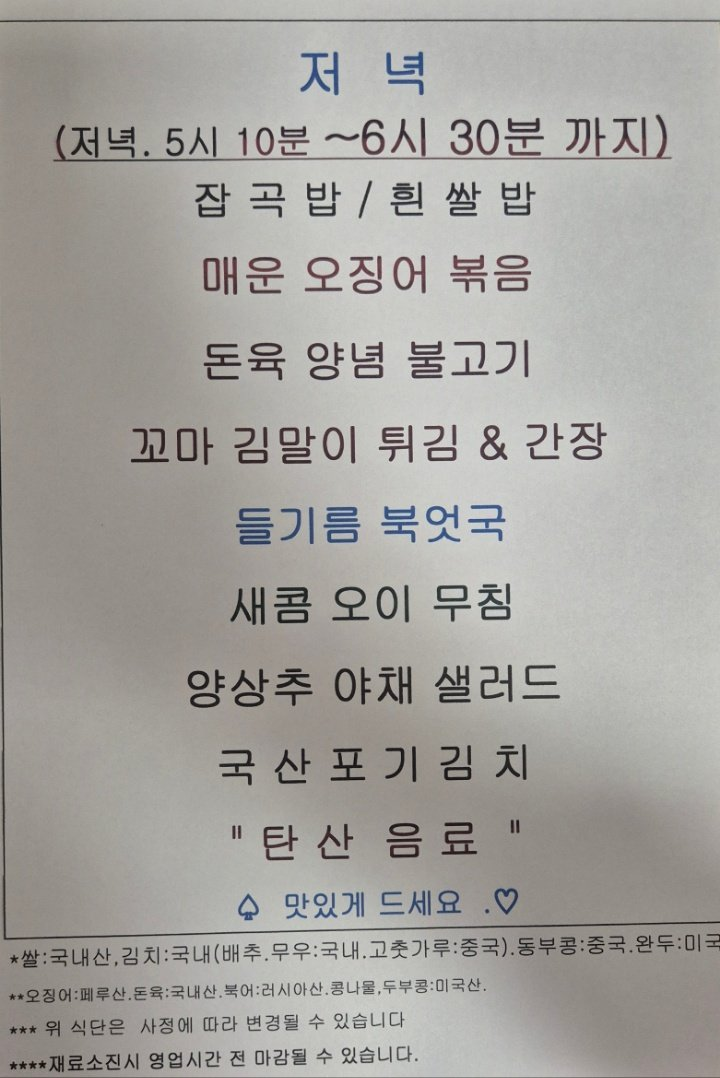 저 녁
(저녁. 5시 10분 ~6시 30분 까지)
잡 곡 밥 / 흰 쌀 밥
매운 오징어 볶음
돈육 양념 불고기
꼬마 김말이 튀김 & 간장
들기름 북엇국
새콤 오이 무침
양상추 야채 샐러드
국 산 포 기 김 치
" 탄 산 음 료 "
♤ 맛있게 드세요 .♡
*쌀:국내산,김치:국내(배추.무우:국내.고춧가루:중국).동부콩:중국.완두:미국
**오징어:페루산.돈육:국내산.북어:러시아산.콩나물,두부콩:미국산.
*** 위 식단은 사정에 따라 변경될 수 있습니다
****재료소진시 영업시간 전 마감될 수 있습니다.